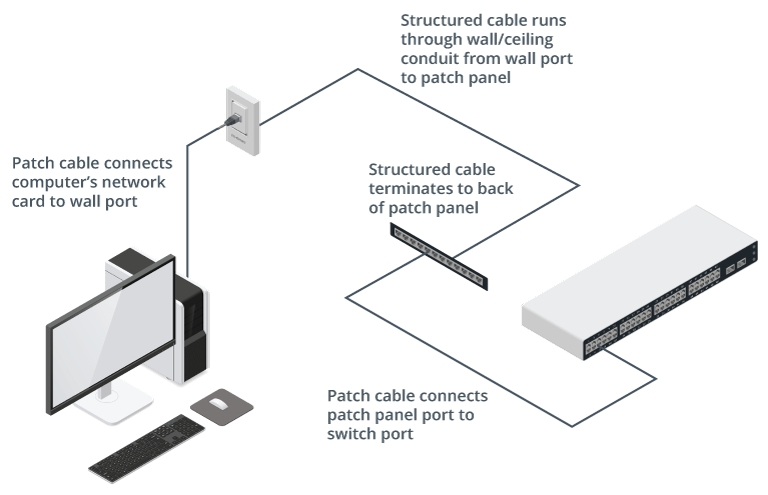 Structured cable runs
through wall/ceiling
conduit from wall port
to patch panel
Patch cable connects
computer’s network
card to wall port
Structured cable
terminates to back
of patch panel
Patch cable connects
patch panel port to
switch port